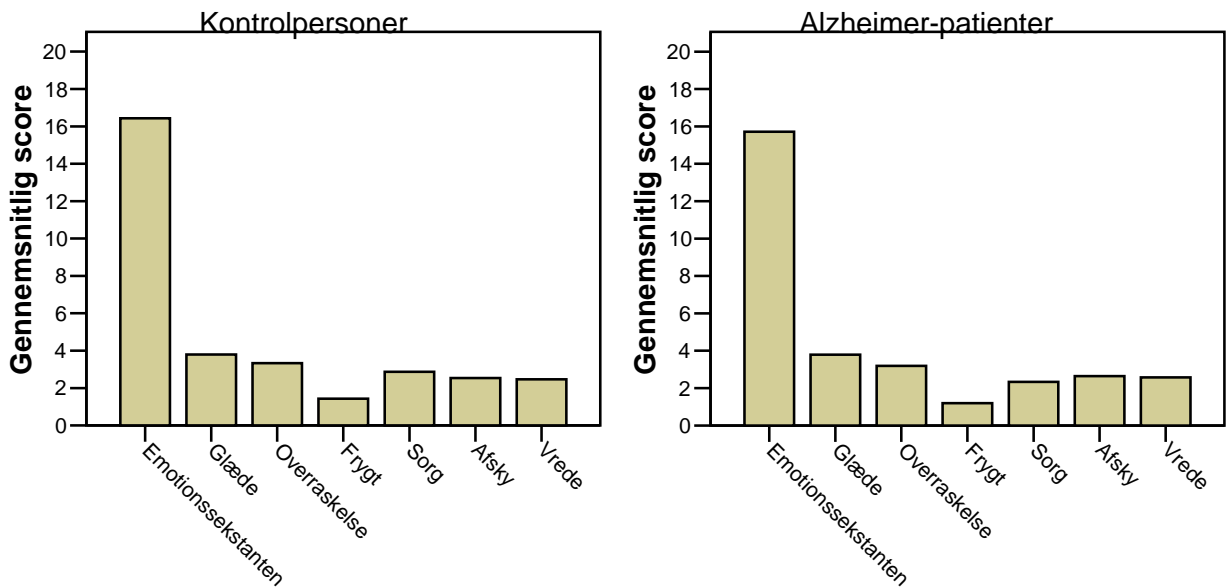 Kontrolpersoner
Gennemsnitlig score
20
18
16
14
12
10
8
6
4
2
0
Emotionssekstanten
Glæde
Overraskelse
Frygt
Sorg
Afsky
Vrede
Alzheimer-patienter
Gennemsnitlig score
20
18
16
14
12
10
8
6
4
2
0
Emotionssekstanten
Glæde
Overraskelse
Frygt
Sorg
Afsky
Vrede